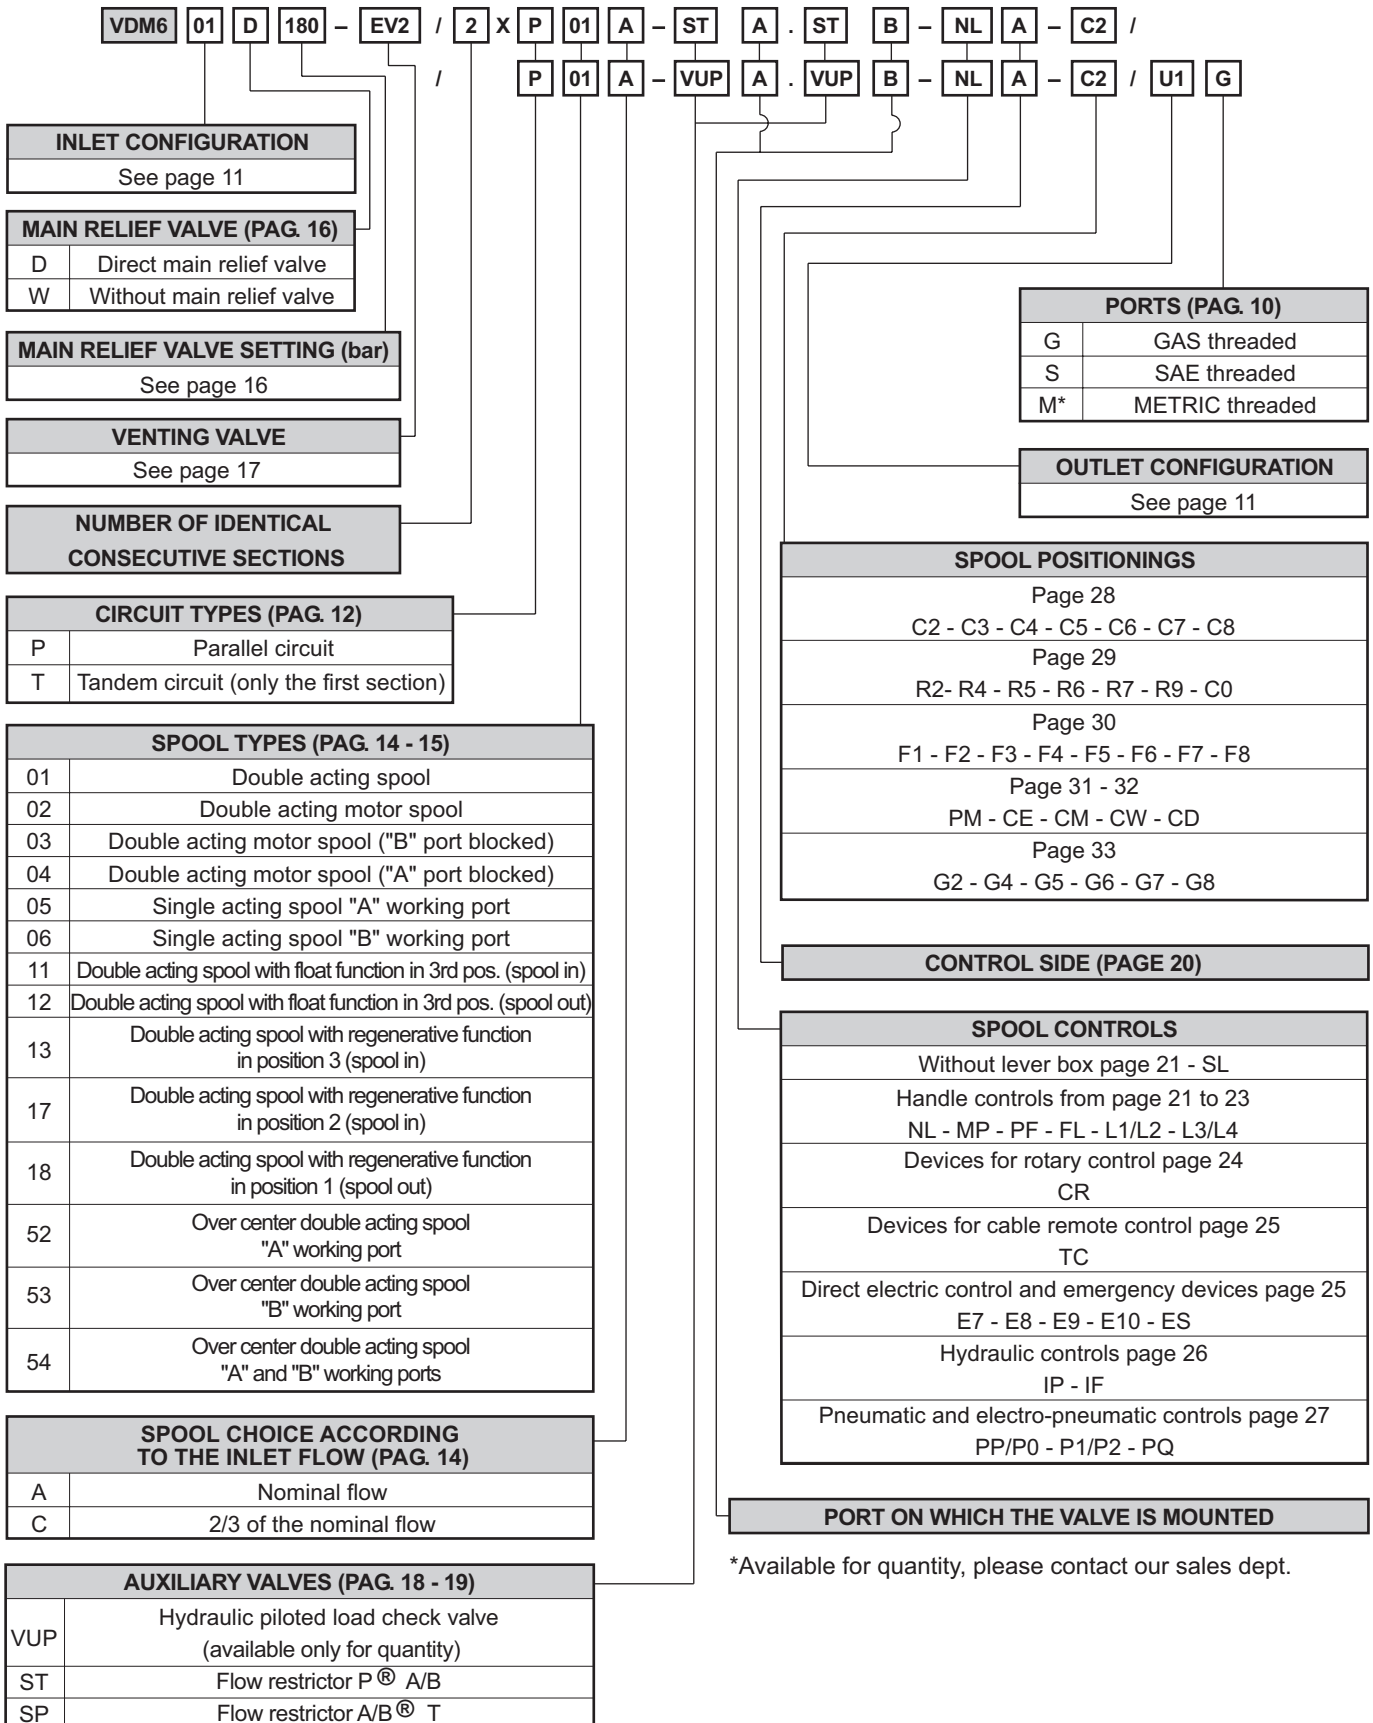 VDM6 01 D 180 – EV2 / 2 X P 01 A – ST A . ST B – NL A – C2 /
/ P 01 A – VUP A . VUP B – NL A – C2 / U1 G
INLET CONFIGURATION
See page 11
MAIN RELIEF VALVE (PAG. 16)
D Direct main relief valve
W Without main relief valve
MAIN RELIEF VALVE SETTING (bar)
See page 16
VENTING VALVE
See page 17
NUMBER OF IDENTICAL
CONSECUTIVE SECTIONS
CIRCUIT TYPES (PAG. 12)
P Parallel circuit
T Tandem circuit (only the first section)
SPOOL TYPES (PAG. 14 - 15)
01 Double acting spool
02 Double acting motor spool
03 Double acting motor spool ("B" port blocked)
04 Double acting motor spool ("A" port blocked)
05 Single acting spool "A" working port
06 Single acting spool "B" working port
11 Double acting spool with float function in 3rd pos. (spool in)
12 Double acting spool with float function in 3rd pos. (spool out)
13 Double acting spool with regenerative function
in position 3 (spool in)
17 Double acting spool with regenerative function
in position 2 (spool in)
18 Double acting spool with regenerative function
in position 1 (spool out)
52 Over center double acting spool
"A" working port
53 Over center double acting spool
"B" working port
54 Over center double acting spool
"A" and "B" working ports
SPOOL CHOICE ACCORDING
TO THE INLET FLOW (PAG. 14)
A Nominal flow
C 2/3 of the nominal flow
AUXILIARY VALVES (PAG. 18 - 19)
VUP Hydraulic piloted load check valve
(available only for quantity)
ST Flow restrictor P ® A/B
SP Flow restrictor A/B ® T
PORTS (PAG. 10)
G GAS threaded
S SAE threaded
M* METRIC threaded
OUTLET CONFIGURATION
See page 11
SPOOL POSITIONINGS
Page 28
C2 - C3 - C4 - C5 - C6 - C7 - C8
Page 29
R2- R4 - R5 - R6 - R7 - R9 - C0
Page 30
F1 - F2 - F3 - F4 - F5 - F6 - F7 - F8
Page 31 - 32
PM - CE - CM - CW - CD
Page 33
G2 - G4 - G5 - G6 - G7 - G8
CONTROL SIDE (PAGE 20)
SPOOL CONTROLS
Without lever box page 21 - SL
Handle controls from page 21 to 23
NL - MP - PF - FL - L1/L2 - L3/L4
Devices for rotary control page 24
CR
Devices for cable remote control page 25
TC
Direct electric control and emergency devices page 25
E7 - E8 - E9 - E10 - ES
Hydraulic controls page 26
IP - IF
Pneumatic and electro-pneumatic controls page 27
PP/P0 - P1/P2 - PQ
PORT ON WHICH THE VALVE IS MOUNTED
*Available for quantity, please contact our sales dept.